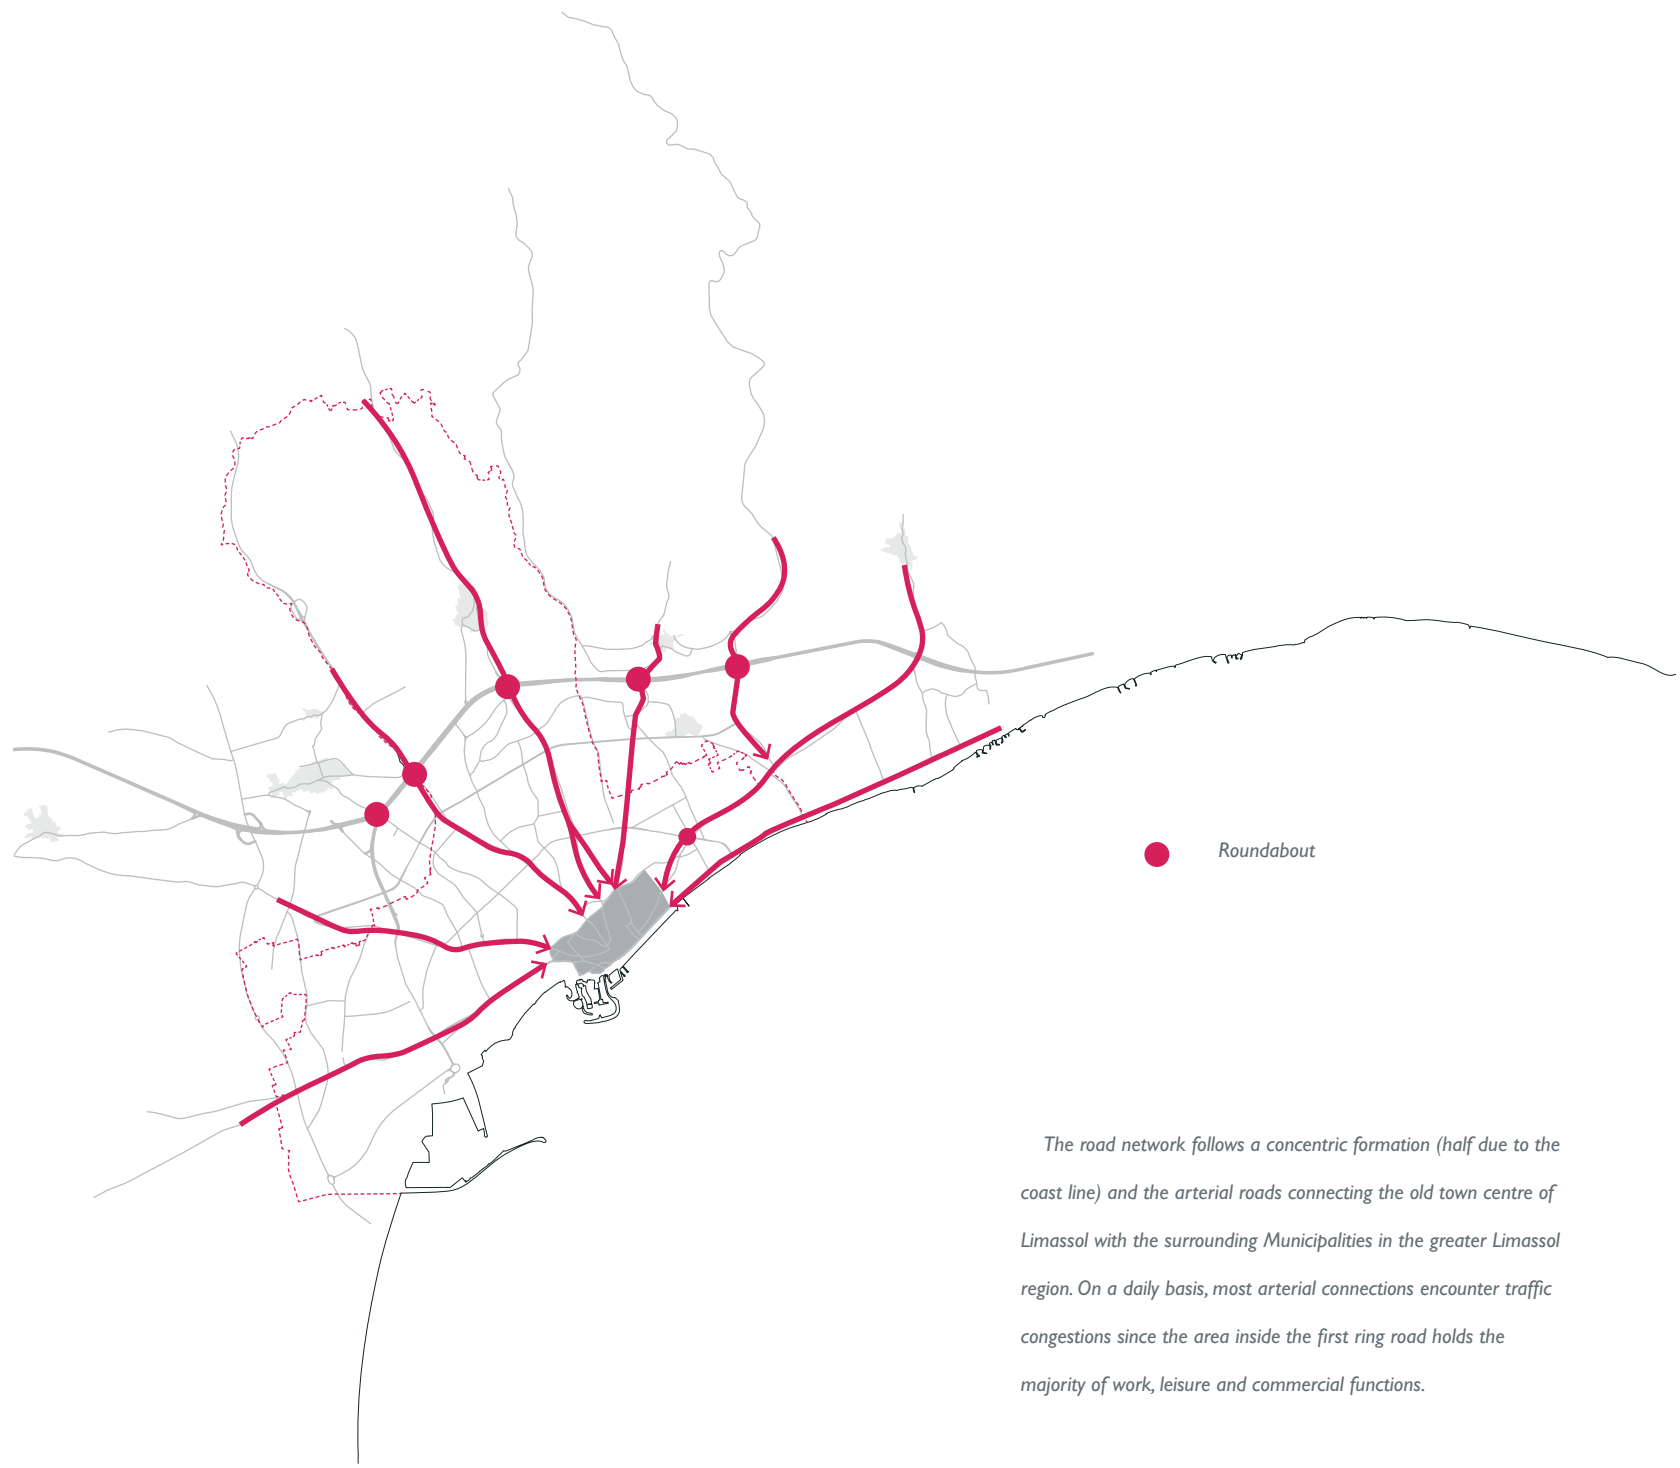 Roundabout
The road network follows a concentric formation (half due to the
coast line) and the arterial roads connecting the old town centre of
Limassol with the surrounding Municipalities in the greater Limassol
region. On a daily basis, most arterial connections encounter traffic
congestions since the area inside the first ring road holds the
majority of work, leisure and commercial functions.